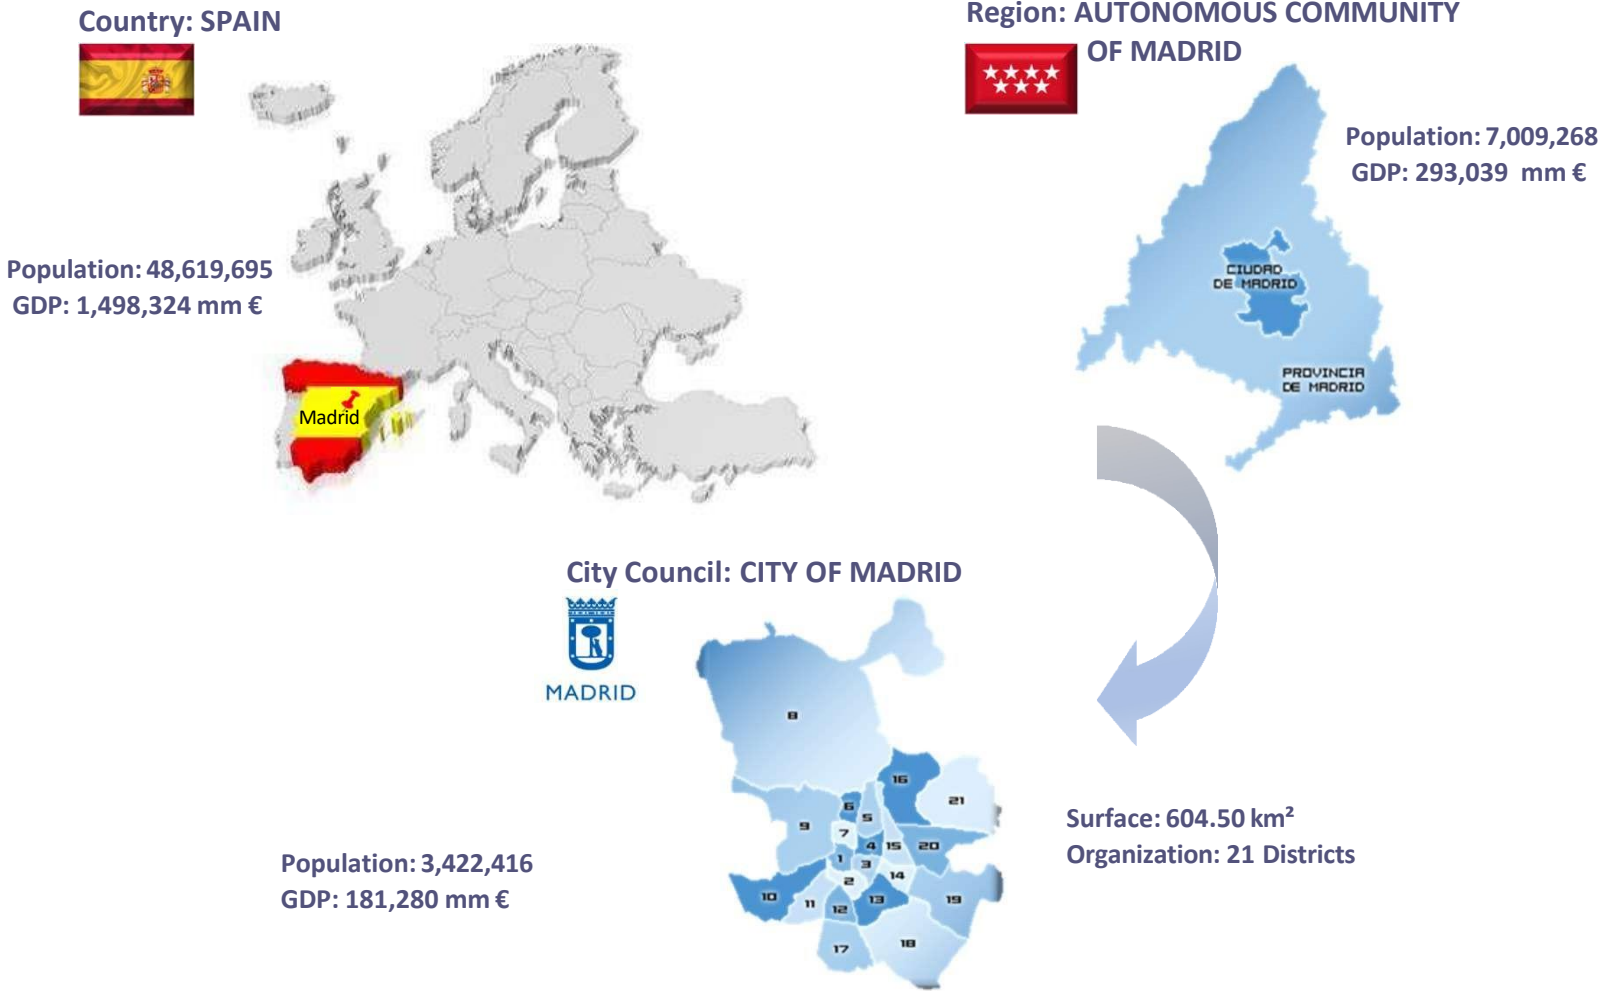 Country: SPAIN
Population: 48,619,695
GDP: 1,498,324 mm €
Madrid
Region: AUTONOMOUS COMMUNITY
OF MADRID
Population: 7,009,268
GDP: 293,039 mm €
CIUDAD
DE MADRID
PROVINCIA
DE MADRID
City Council: CITY OF MADRID
MADRID
Population: 3,422,416
GDP: 181,280 mm €
8
16
21
6
5
9
7
4
15
20
1
3
2
14
10
11
12
13
19
17
18
Surface: 604.50 km²
Organization: 21 Districts